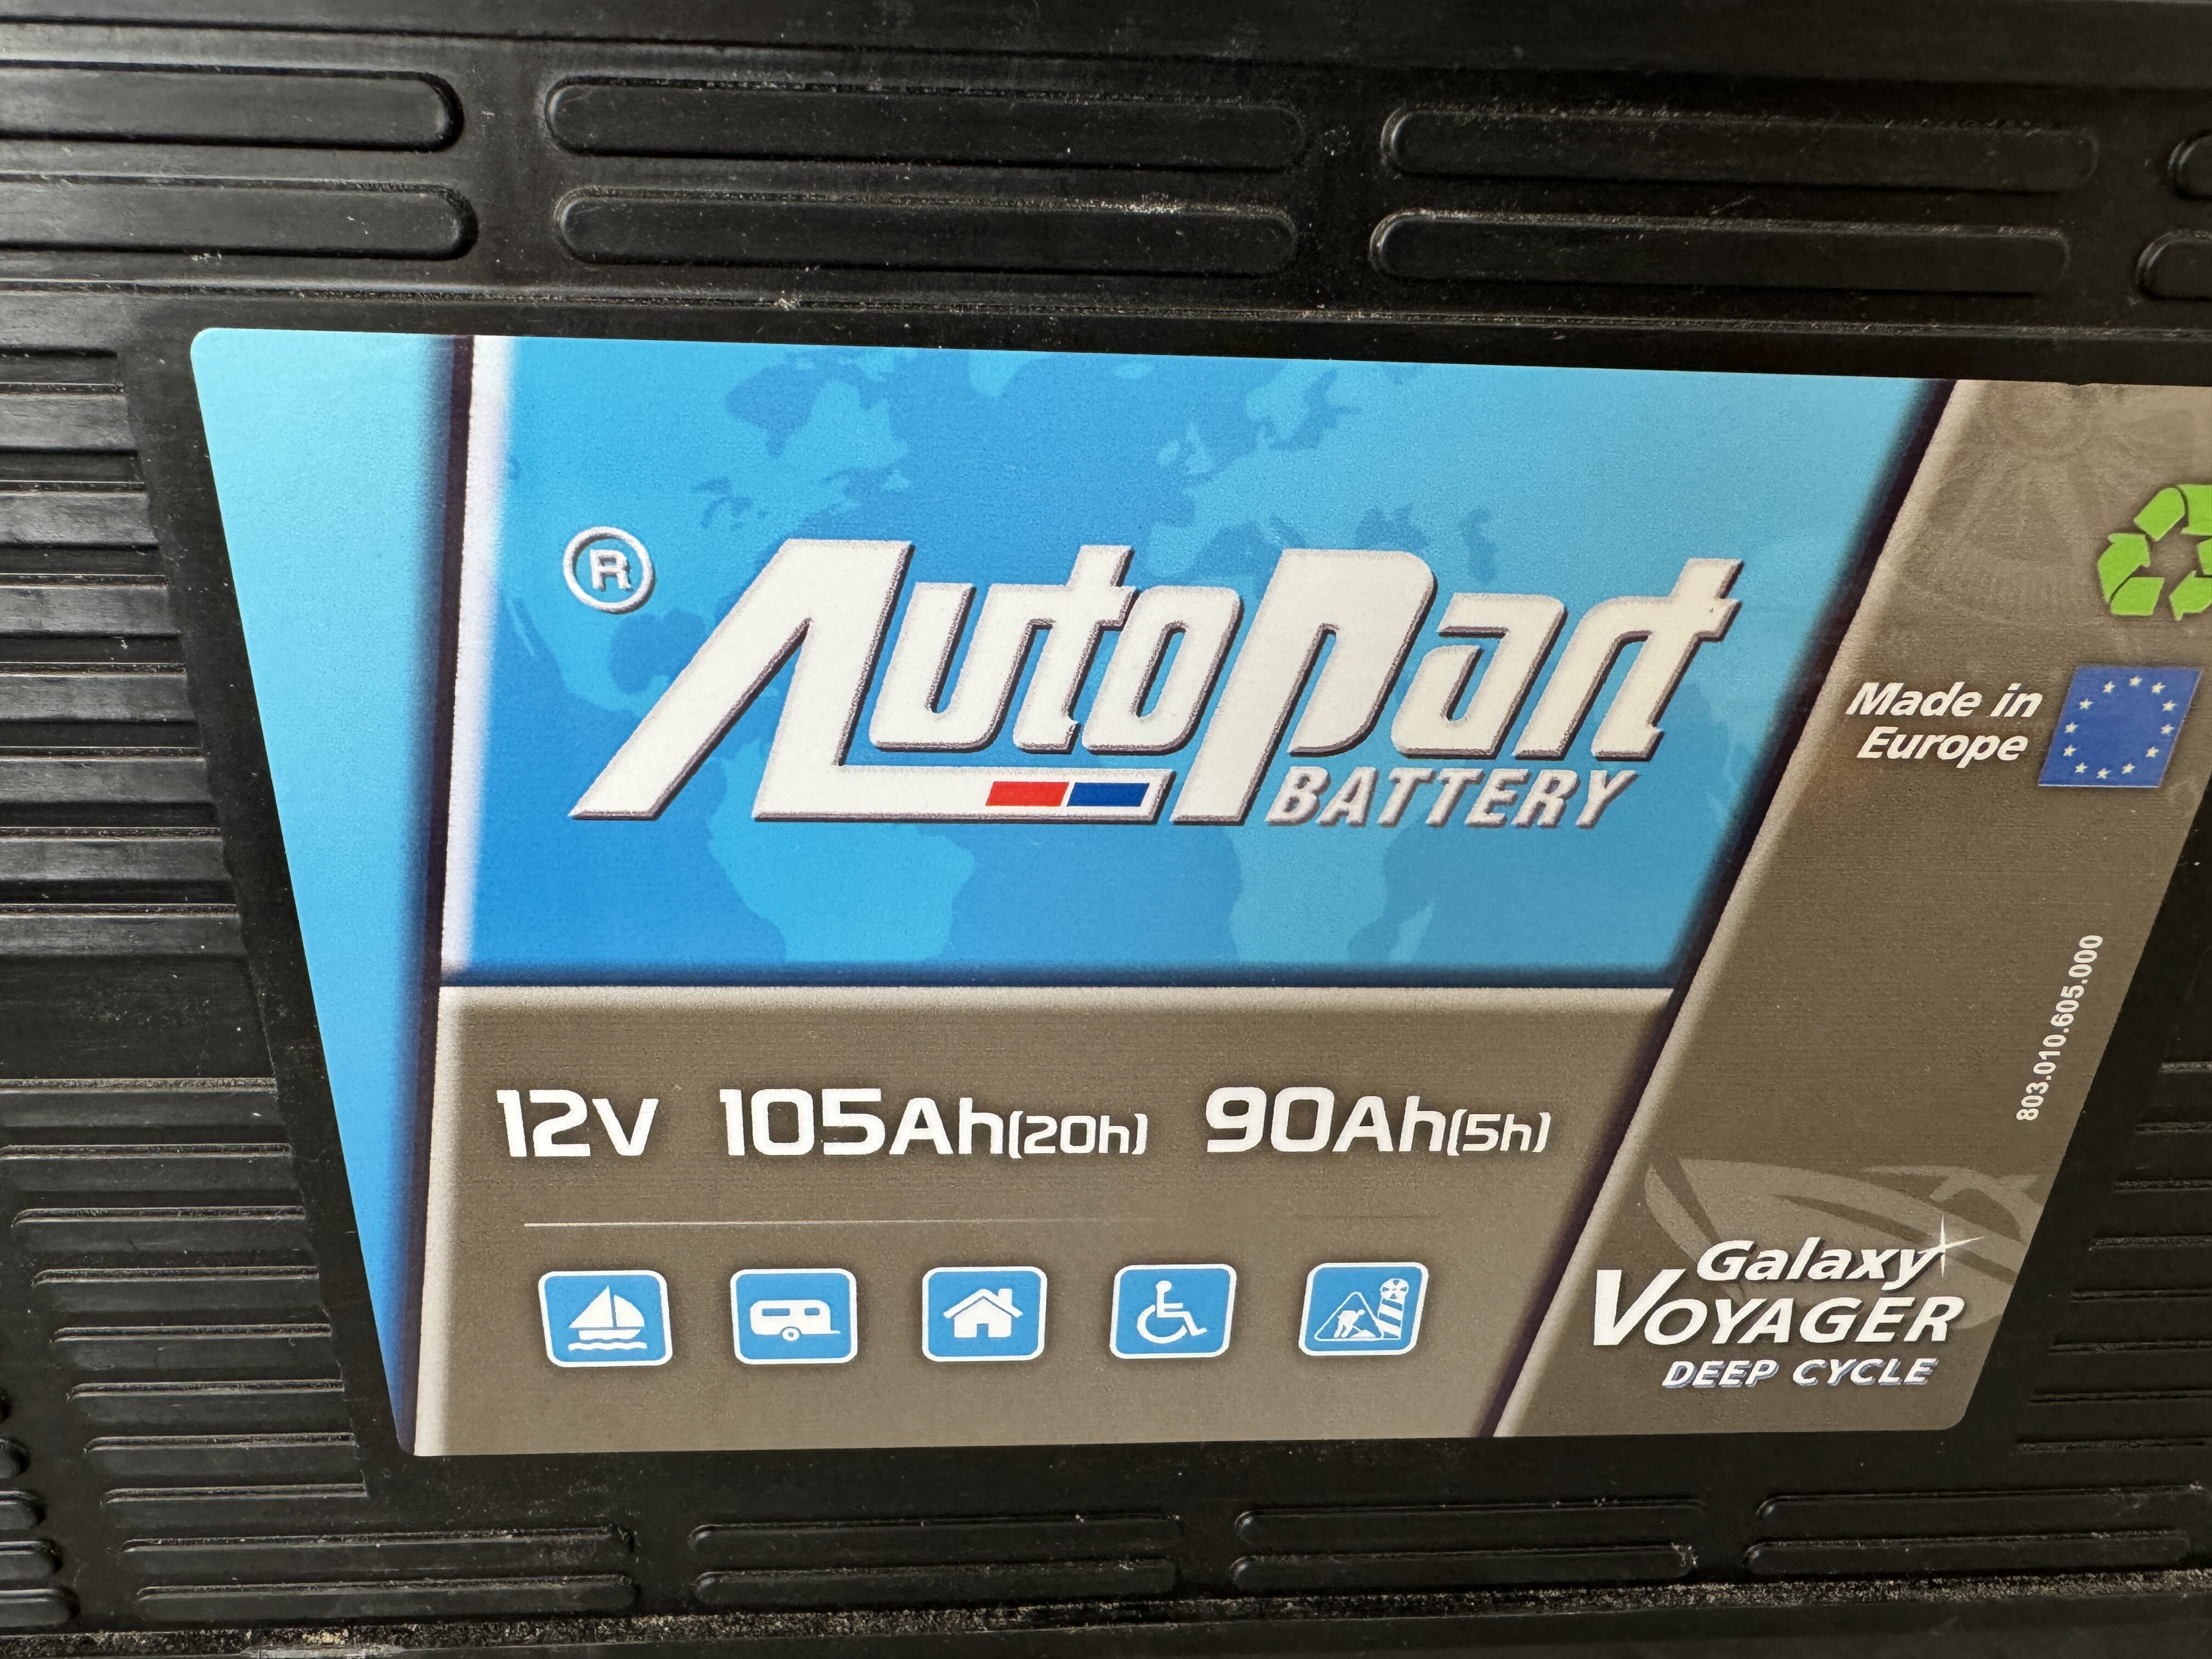 ®
AutoPart
BATTERY
Made in
Europe
803.010.605.000
12V 105Ah(20h) 90Ah(5h)
Galaxy
VOYAGER
DEEP CYCLE